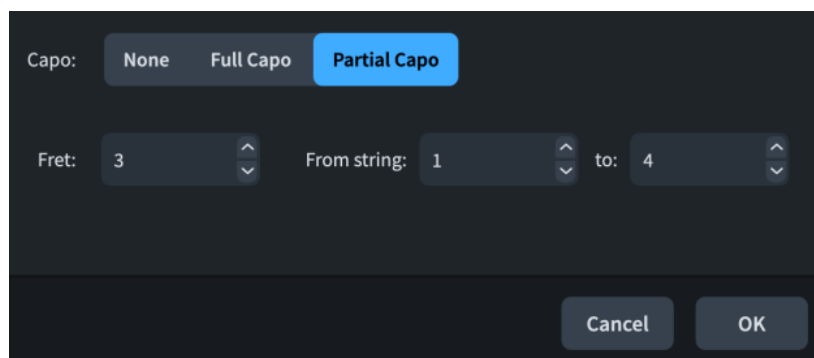 Capo: None Full Capo Partial Capo
Fret: 3 From string: 1 to: 4
Cancel OK